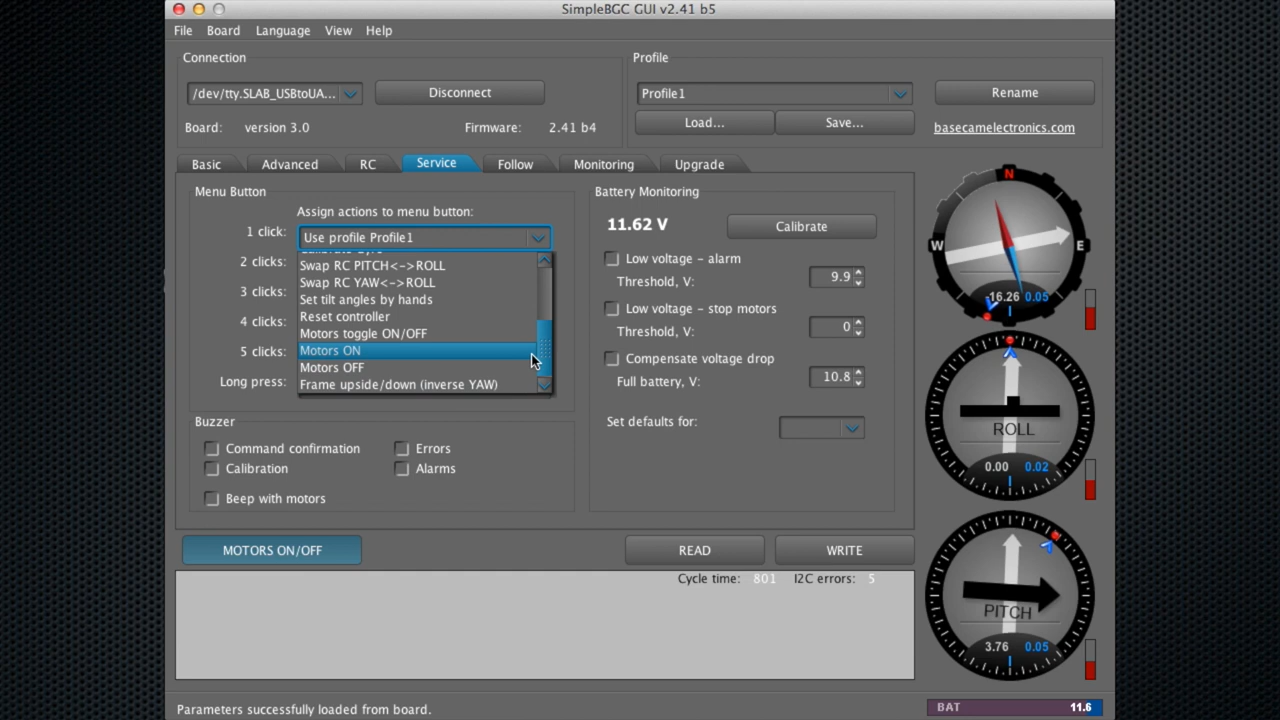 SimpleBGC GUI v2.41 b5
File Board Language View Help
Connection
/dev/tty.SLAB_USBtoUA...
Disconnect
Board: version 3.0 Firmware: 2.41 b4
Profile
Profile1
Rename
Load... Save...
basecamelectronics.com
Basic Advanced RC Service Follow Monitoring Upgrade
Menu Button
Assign actions to menu button:
1 click: Use profile Profile1
2 clicks:
3 clicks:
4 clicks:
5 clicks:
Long press:
Swap RC PITCH<->ROLL
Swap RC YAW<->ROLL
Set tilt angles by hands
Reset controller
Motors toggle ON/OFF
Motors ON
Motors OFF
Frame upside/down (inverse YAW)
Battery Monitoring
11.62 V
Calibrate
Low voltage – alarm
Threshold, V: 9.9
Low voltage – stop motors
Threshold, V: 0
Compensate voltage drop
Full battery, V: 10.8
Set defaults for:
Buzzer
Command confirmation Errors
Calibration Alarms
Beep with motors
MOTORS ON/OFF
READ
WRITE
Cycle time: 801 I2C errors: 5
N
W E
-16.26 0.05
ROLL
0.00 0.02
PITCH
3.76 0.05
Parameters successfully loaded from board.
BAT 11.6